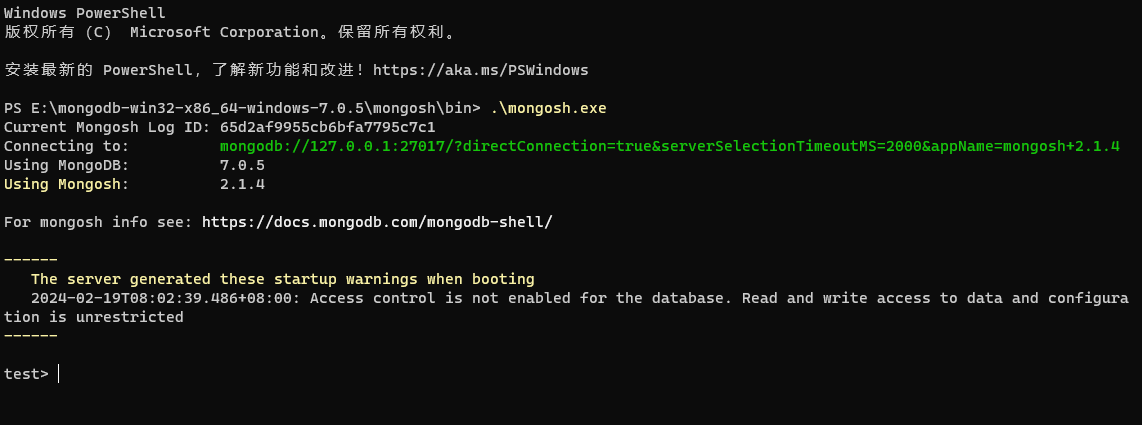 Windows PowerShell
版权所有 (C)  Microsoft Corporation。保留所有权利。
安装最新的 PowerShell，了解新功能和改进！https://aka.ms/PSWindows
PS E:\mongodb-win32-x86_64-windows-7.0.5\mongosh\bin> .\mongosh.exe
Current Mongosh Log ID: 65d2af9955cb6bfa7795c7c1
Connecting to:          mongodb://127.0.0.1:27017/?directConnection=true&serverSelectionTimeoutMS=2000&appName=mongosh+2.1.4
Using MongoDB:          7.0.5
Using Mongosh:          2.1.4
For mongosh info see: https://docs.mongodb.com/mongodb-shell/
------
   The server generated these startup warnings when booting
   2024-02-19T08:02:39.486+08:00: Access control is not enabled for the database. Read and write access to data and configura
tion is unrestricted
------
test>